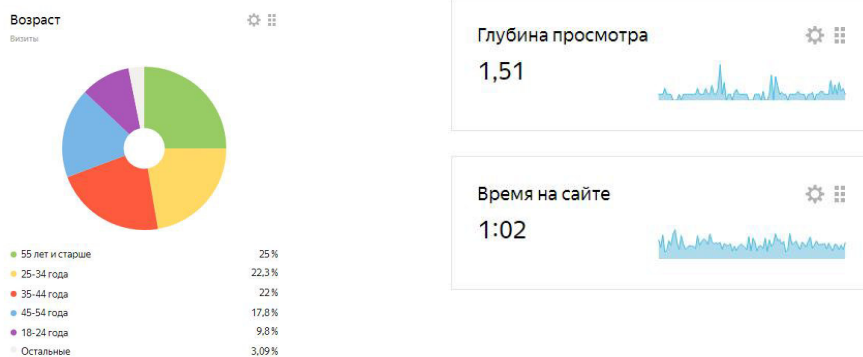 Возраст
Визиты
55 лет и старше 25 %
25-34 года 22,3 %
35-44 года 22 %
45-54 года 17,8 %
18-24 года 9,8 %
Остальные 3,09 %
Глубина просмотра
1,51
Время на сайте
1:02